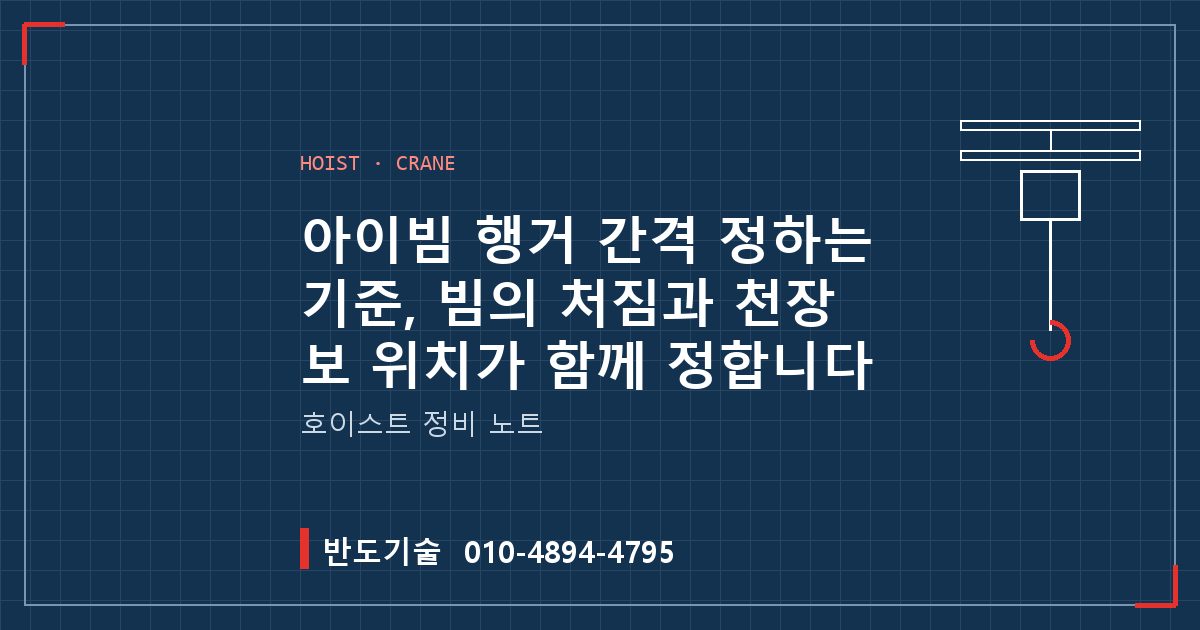 HOIST · CRANE
아이빔 행거 간격 정하는
기준, 빔의 처짐과 천장
보 위치가 함께 정합니다
호이스트 정비 노트
반도기술 010-4894-4795